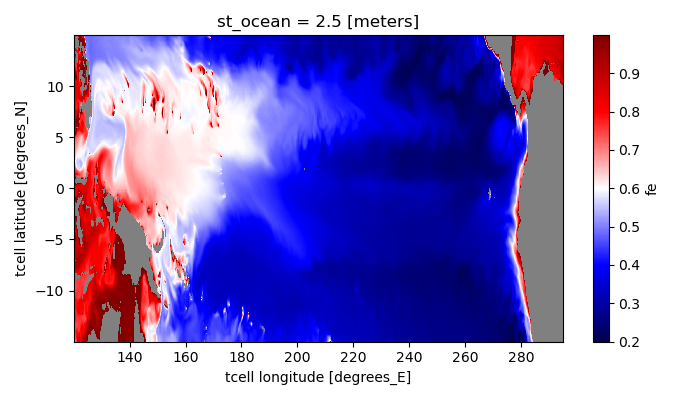 st_ocean = 2.5 [meters]
tcell latitude [degrees_N]
10
5
0
−5
−10
140 160 180 200 220 240 260 280
tcell longitude [degrees_E]
0.9
0.8
0.7
0.6
0.5
0.4
0.3
0.2
fe